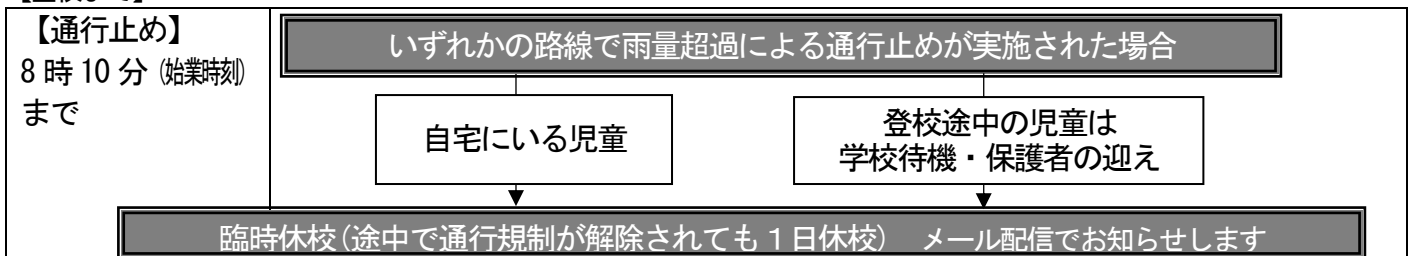 【通行止め】
8時10分(始業時刻)
まで
いずれかの路線で雨量超過による通行止めが実施された場合
自宅にいる児童
登校途中の児童は
学校待機・保護者の迎え
臨時休校(途中で通行規制が解除されても1日休校) メール配信でお知らせします